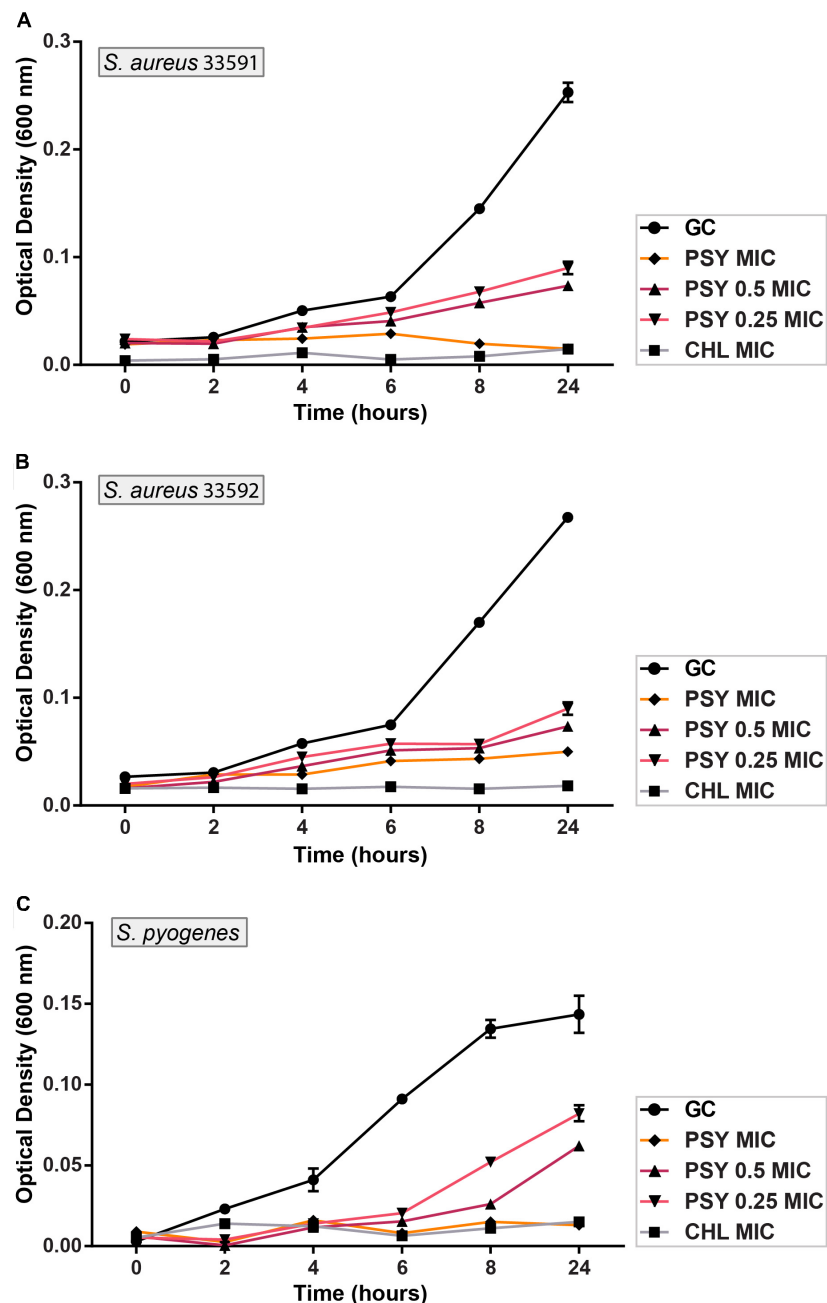 A
S. aureus 33591
Optical Density (600 nm)
0.3
0.2
0.1
0.0
0 2 4 6 8 24
Time (hours)
GC
PSY MIC
PSY 0.5 MIC
PSY 0.25 MIC
CHL MIC
B
S. aureus 33592
Optical Density (600 nm)
0.3
0.2
0.1
0.0
0 2 4 6 8 24
Time (hours)
GC
PSY MIC
PSY 0.5 MIC
PSY 0.25 MIC
CHL MIC
C
S. pyogenes
Optical Density (600 nm)
0.20
0.15
0.10
0.05
0.00
0 2 4 6 8 24
Time (hours)
GC
PSY MIC
PSY 0.5 MIC
PSY 0.25 MIC
CHL MIC